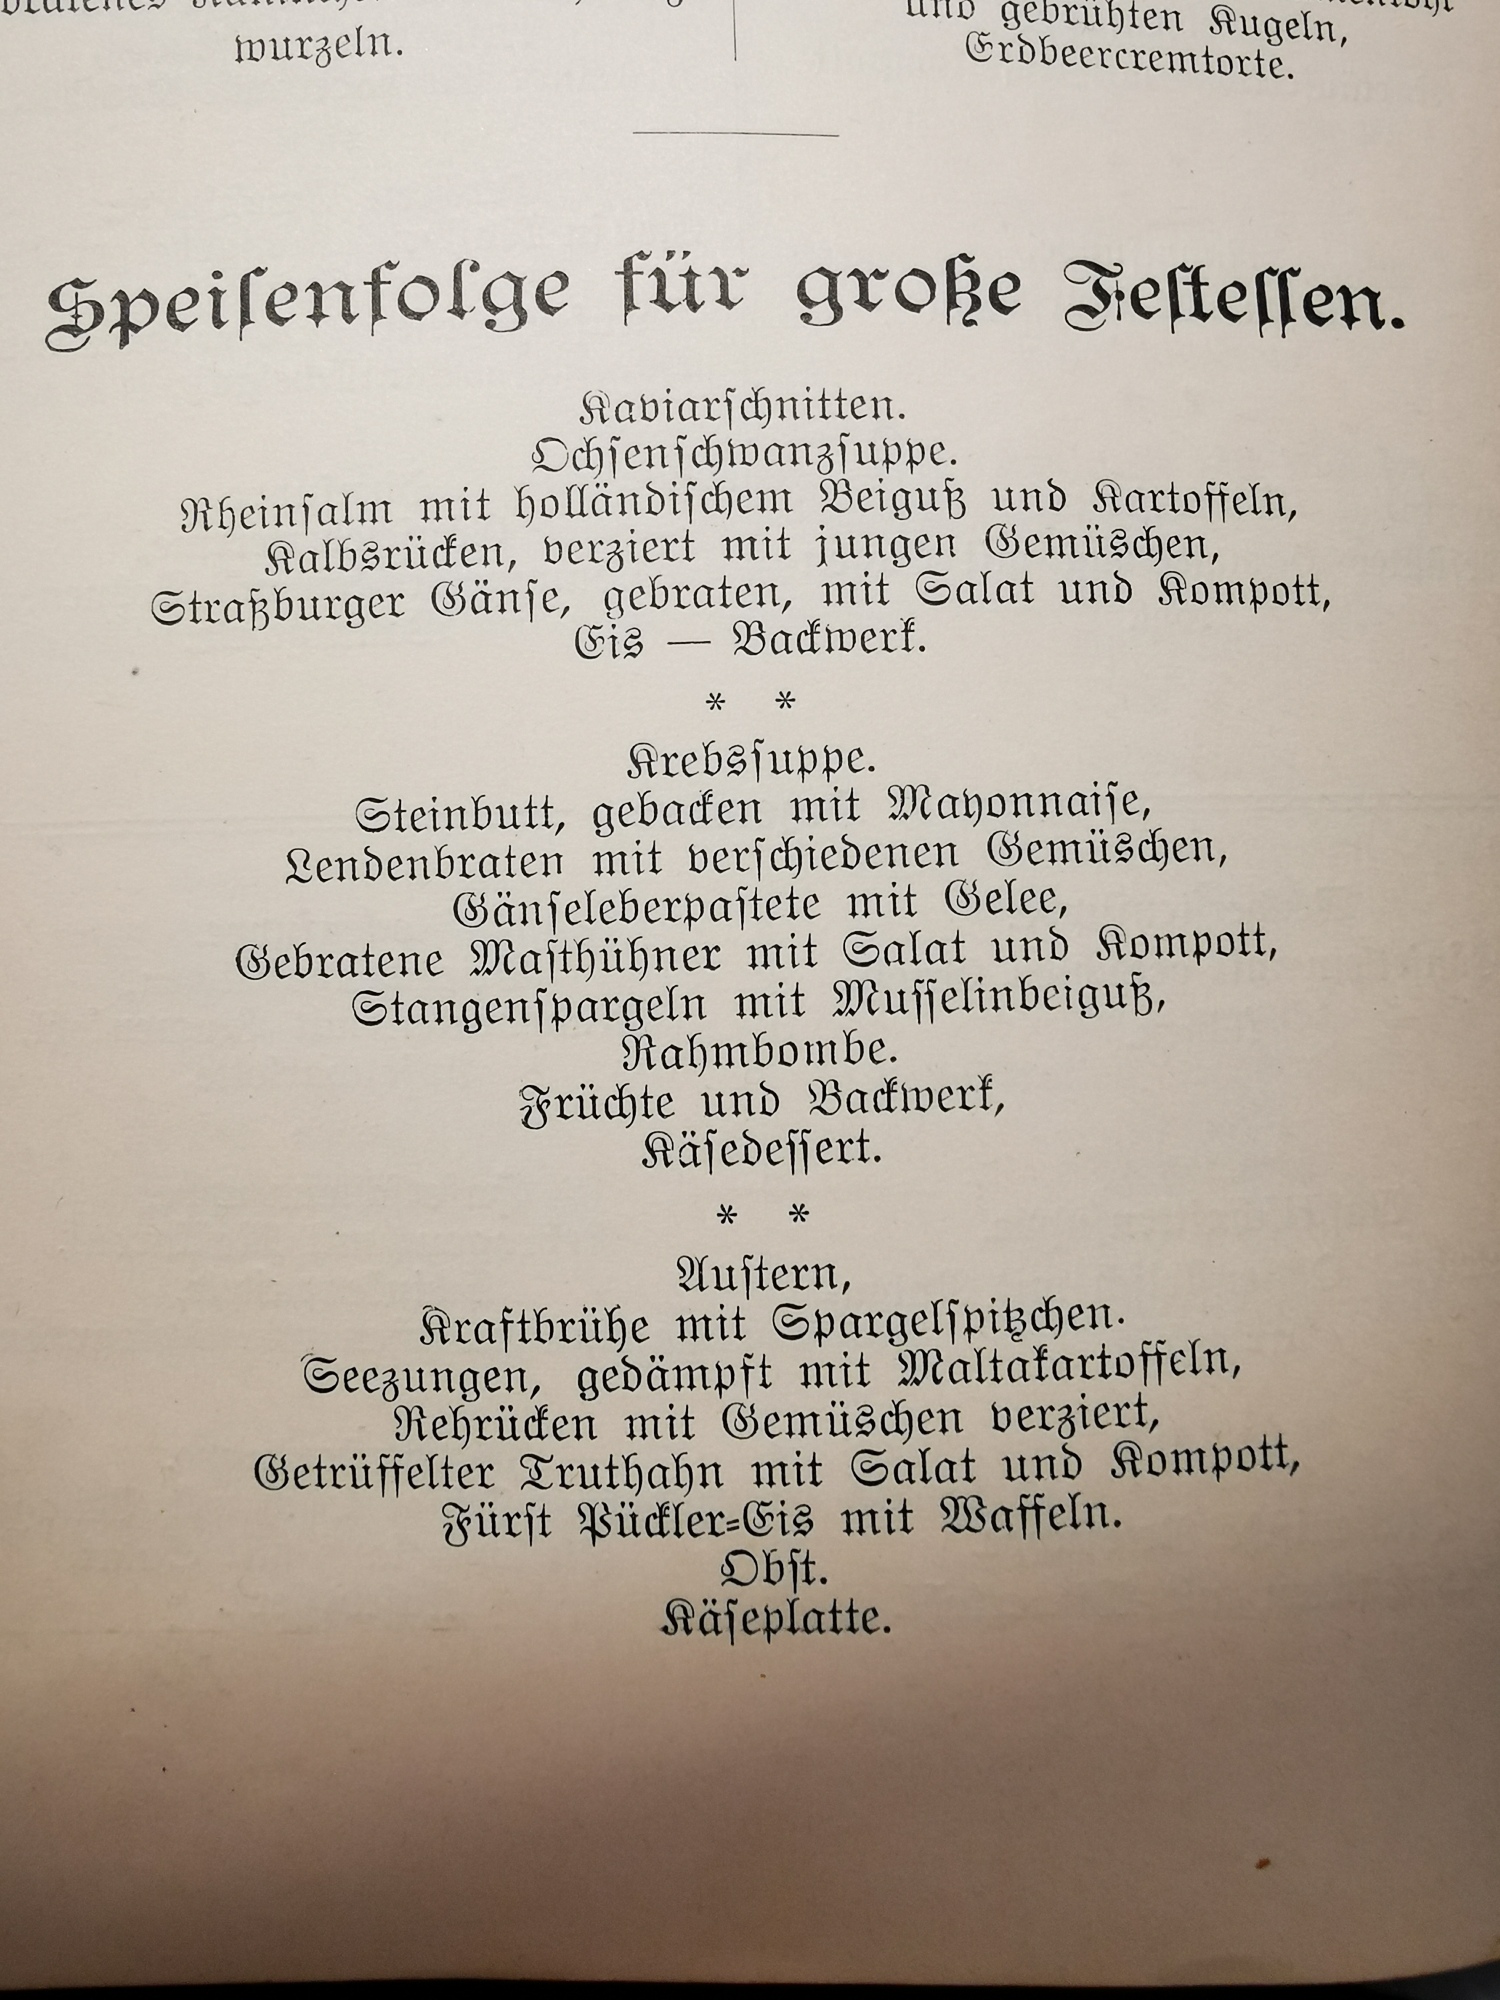 wurzeln.
und gebrühten Kugeln,
Erdbeercremtorte.
Speiſenfolge für große Feſteſſen.
Kaviarſchnitten.
Ochſenſchwanzſuppe.
Rheinſalm mit holländiſchem Beiguß und Kartoffeln,
Kalbsrücken, verziert mit jungen Gemüschen,
Straßburger Gänſe, gebraten, mit Salat und Kompott,
Eis — Backwerk.
* *
Krebsſuppe.
Steinbutt, gebacken mit Mayonnaiſe,
Lendenbraten mit verſchiedenen Gemüschen,
Gänſeleberpaſtete mit Gelee,
Gebratene Maſthühner mit Salat und Kompott,
Stangenſpargeln mit Muſſelinbeiguß,
Rahmbombe.
Früchte und Backwerk,
Käſedeſſert.
* *
Auſtern,
Kraftbrühe mit Spargelſpitzchen.
Seezungen, gedämpft mit Maltakartoffeln,
Rehrücken mit Gemüschen verziert,
Getrüffelter Truthahn mit Salat und Kompott,
Fürſt Pückler-Eis mit Waffeln.
Obſt.
Käſeplatte.